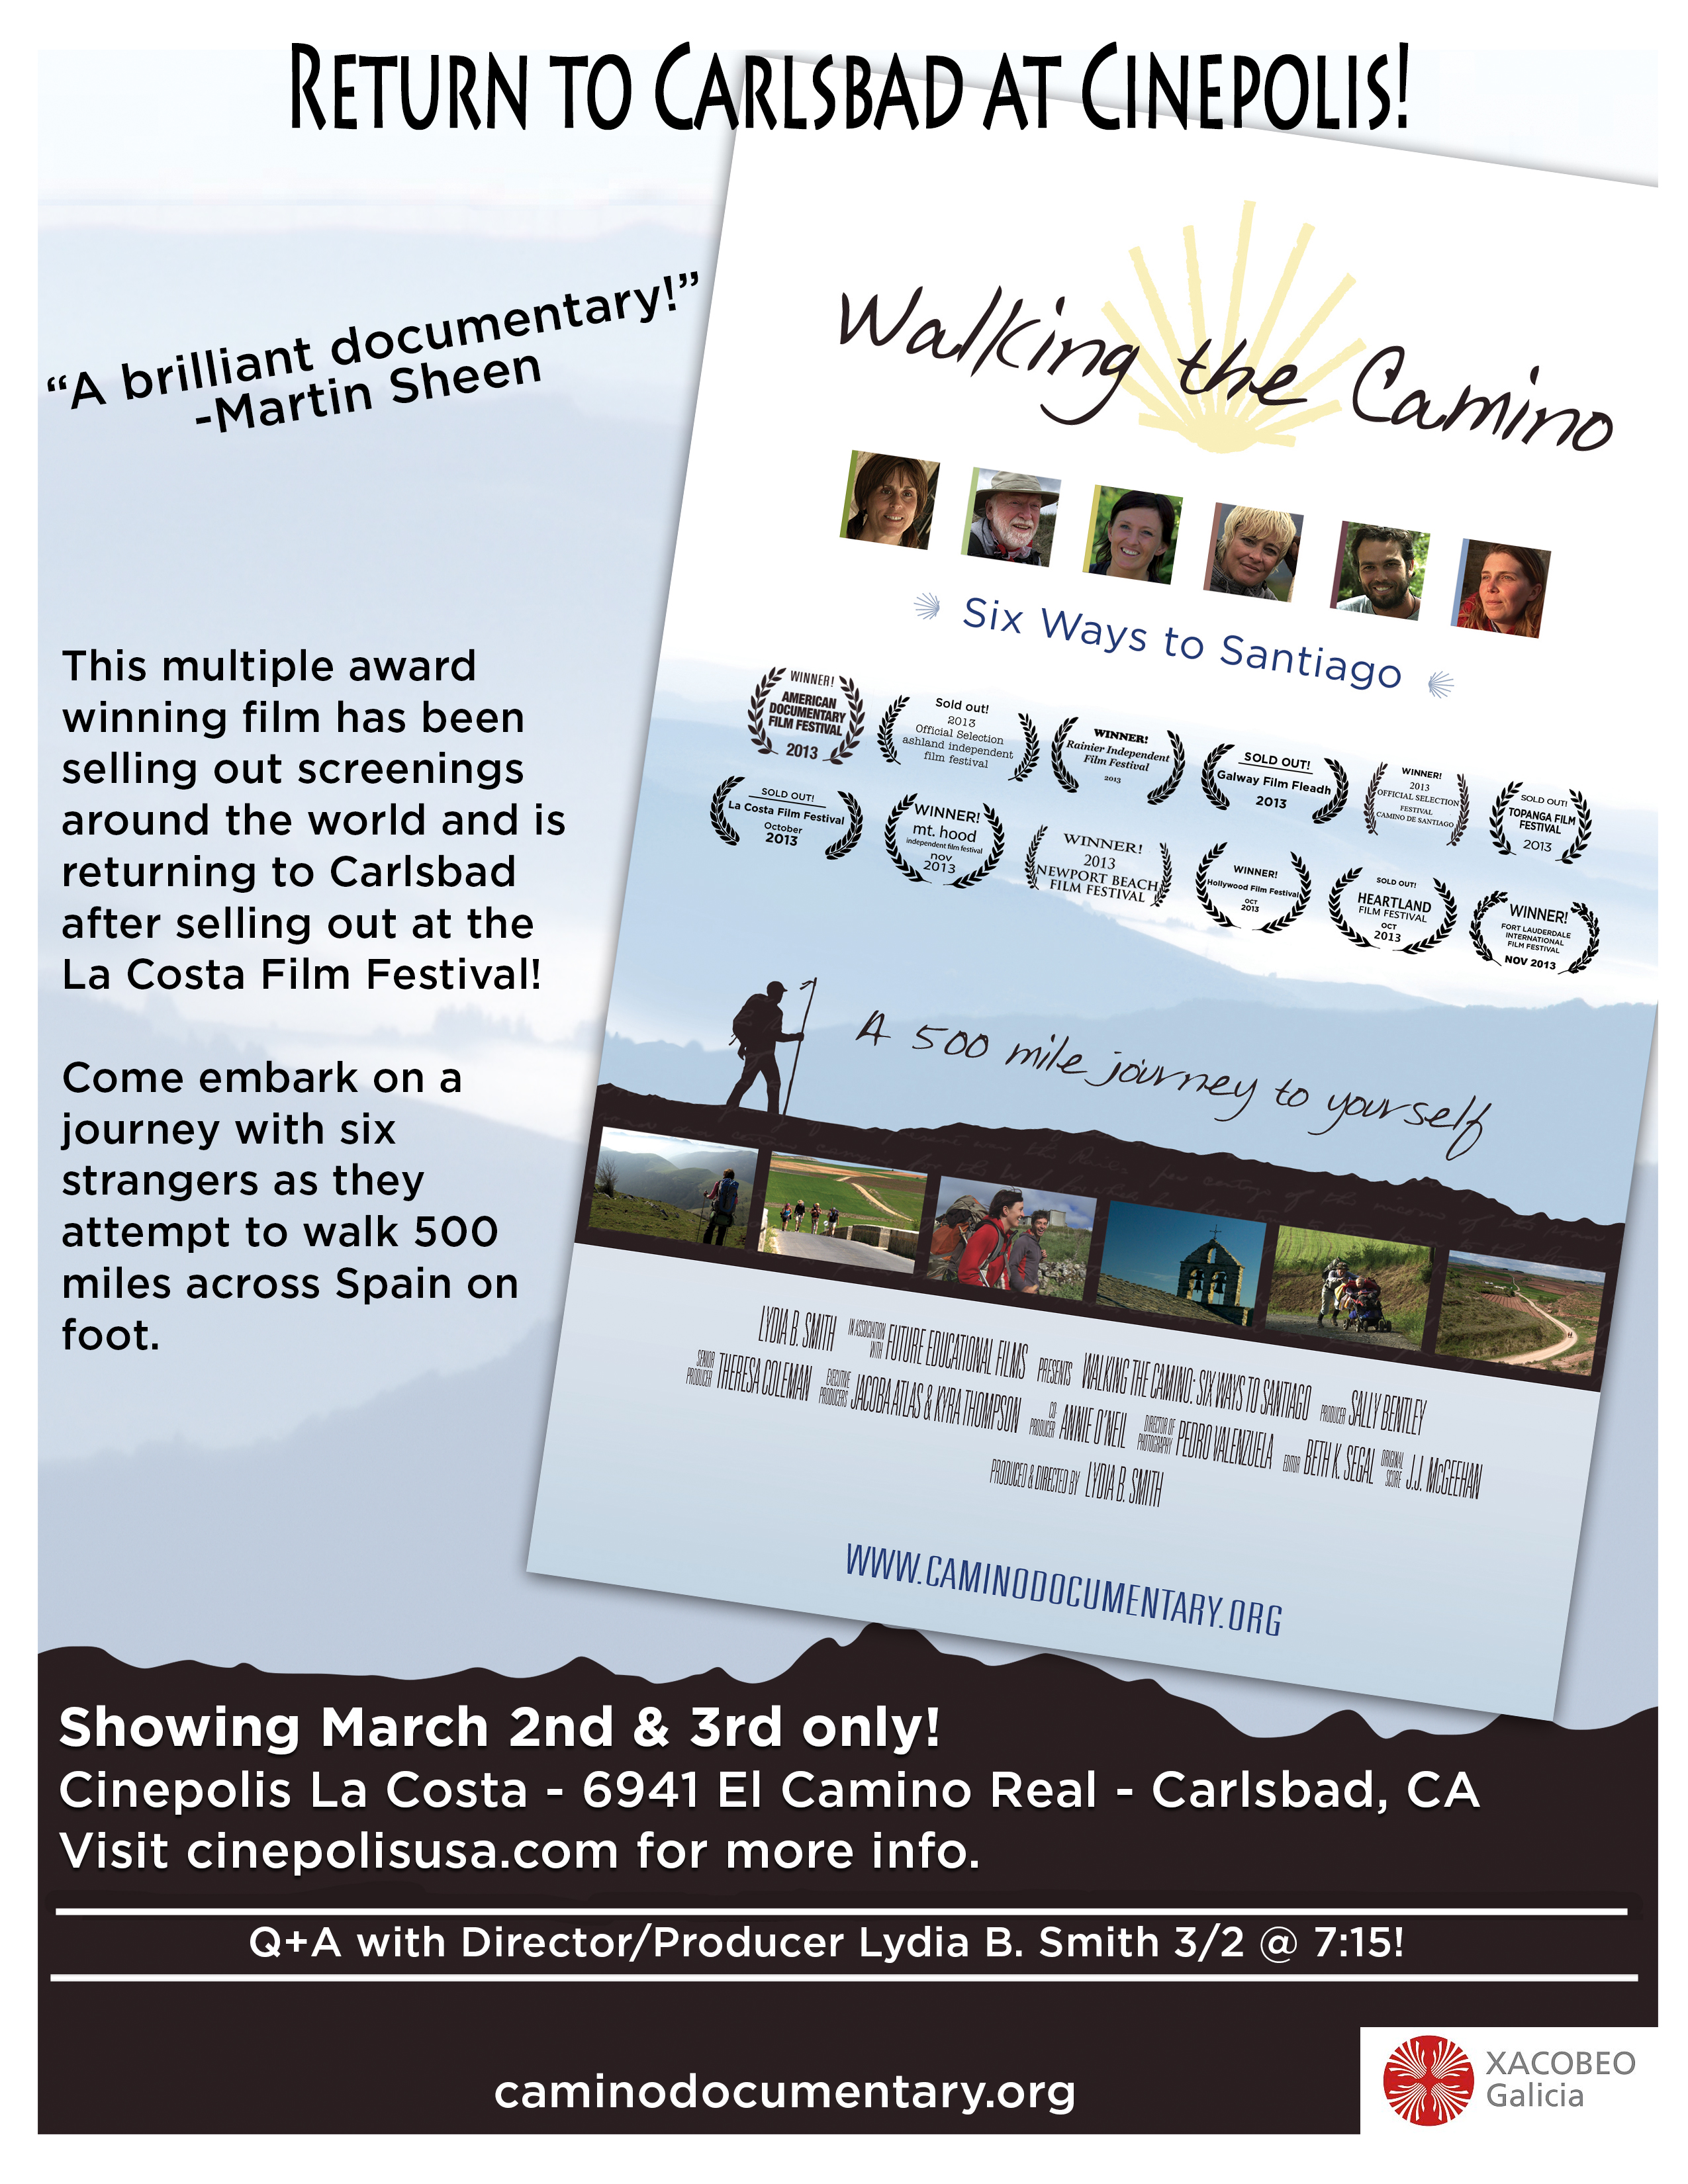 RETURN TO CARLSBAD AT CINEPOLIS!
“A brilliant documentary!”
-Martin Sheen
This multiple award
winning film has been
selling out screenings
around the world and is
returning to Carlsbad
after selling out at the
La Costa Film Festival!
Come embark on a
journey with six
strangers as they
attempt to walk 500
miles across Spain on
foot.
Walking the Camino
Six Ways to Santiago
WINNER!
AMERICAN
DOCUMENTARY
FILM FESTIVAL
2013
Sold out!
2013
Official Selection
ashland independent
film festival
WINNER!
Rainier Independent
Film Festival
2013
SOLD OUT!
Galway Film Fleadh
2013
WINNER!
2013
OFFICIAL SELECTION
FESTIVAL
CAMINO DE SANTIAGO
SOLD OUT!
TOPANGA FILM
FESTIVAL
2013
SOLD OUT!
La Costa Film Festival
October
2013
WINNER!
mt. hood
independent film festival
nov
2013
WINNER!
2013
NEWPORT BEACH
FILM FESTIVAL
WINNER!
Hollywood Film Festival
OCT
2013
SOLD OUT!
HEARTLAND
FILM FESTIVAL
OCT
2013
WINNER!
FORT LAUDERDALE
INTERNATIONAL
FILM FESTIVAL
NOV 2013
A 500 mile journey to yourself
LYDIA B. SMITH IN ASSOCIATION WITH FUTURE EDUCATIONAL FILMS PRESENTS WALKING THE CAMINO: SIX WAYS TO SANTIAGO PRODUCER SALLY BENTLEY
SENIOR PRODUCER THERESA COLEMAN EXECUTIVE PRODUCERS JACOBA ATLAS & KYRA THOMPSON CO-PRODUCER ANNIE O'NEIL DIRECTOR OF PHOTOGRAPHY PEDRO VALENZUELA EDITOR BETH K. SEGAL ORIGINAL SCORE J.J. McGEEHAN
PRODUCED & DIRECTED BY LYDIA B. SMITH
WWW.CAMINODOCUMENTARY.ORG
Showing March 2nd & 3rd only!
Cinepolis La Costa - 6941 El Camino Real - Carlsbad, CA
Visit cinepolisusa.com for more info.
Q+A with Director/Producer Lydia B. Smith 3/2 @ 7:15!
caminodocumentary.org
XACOBEO
Galicia